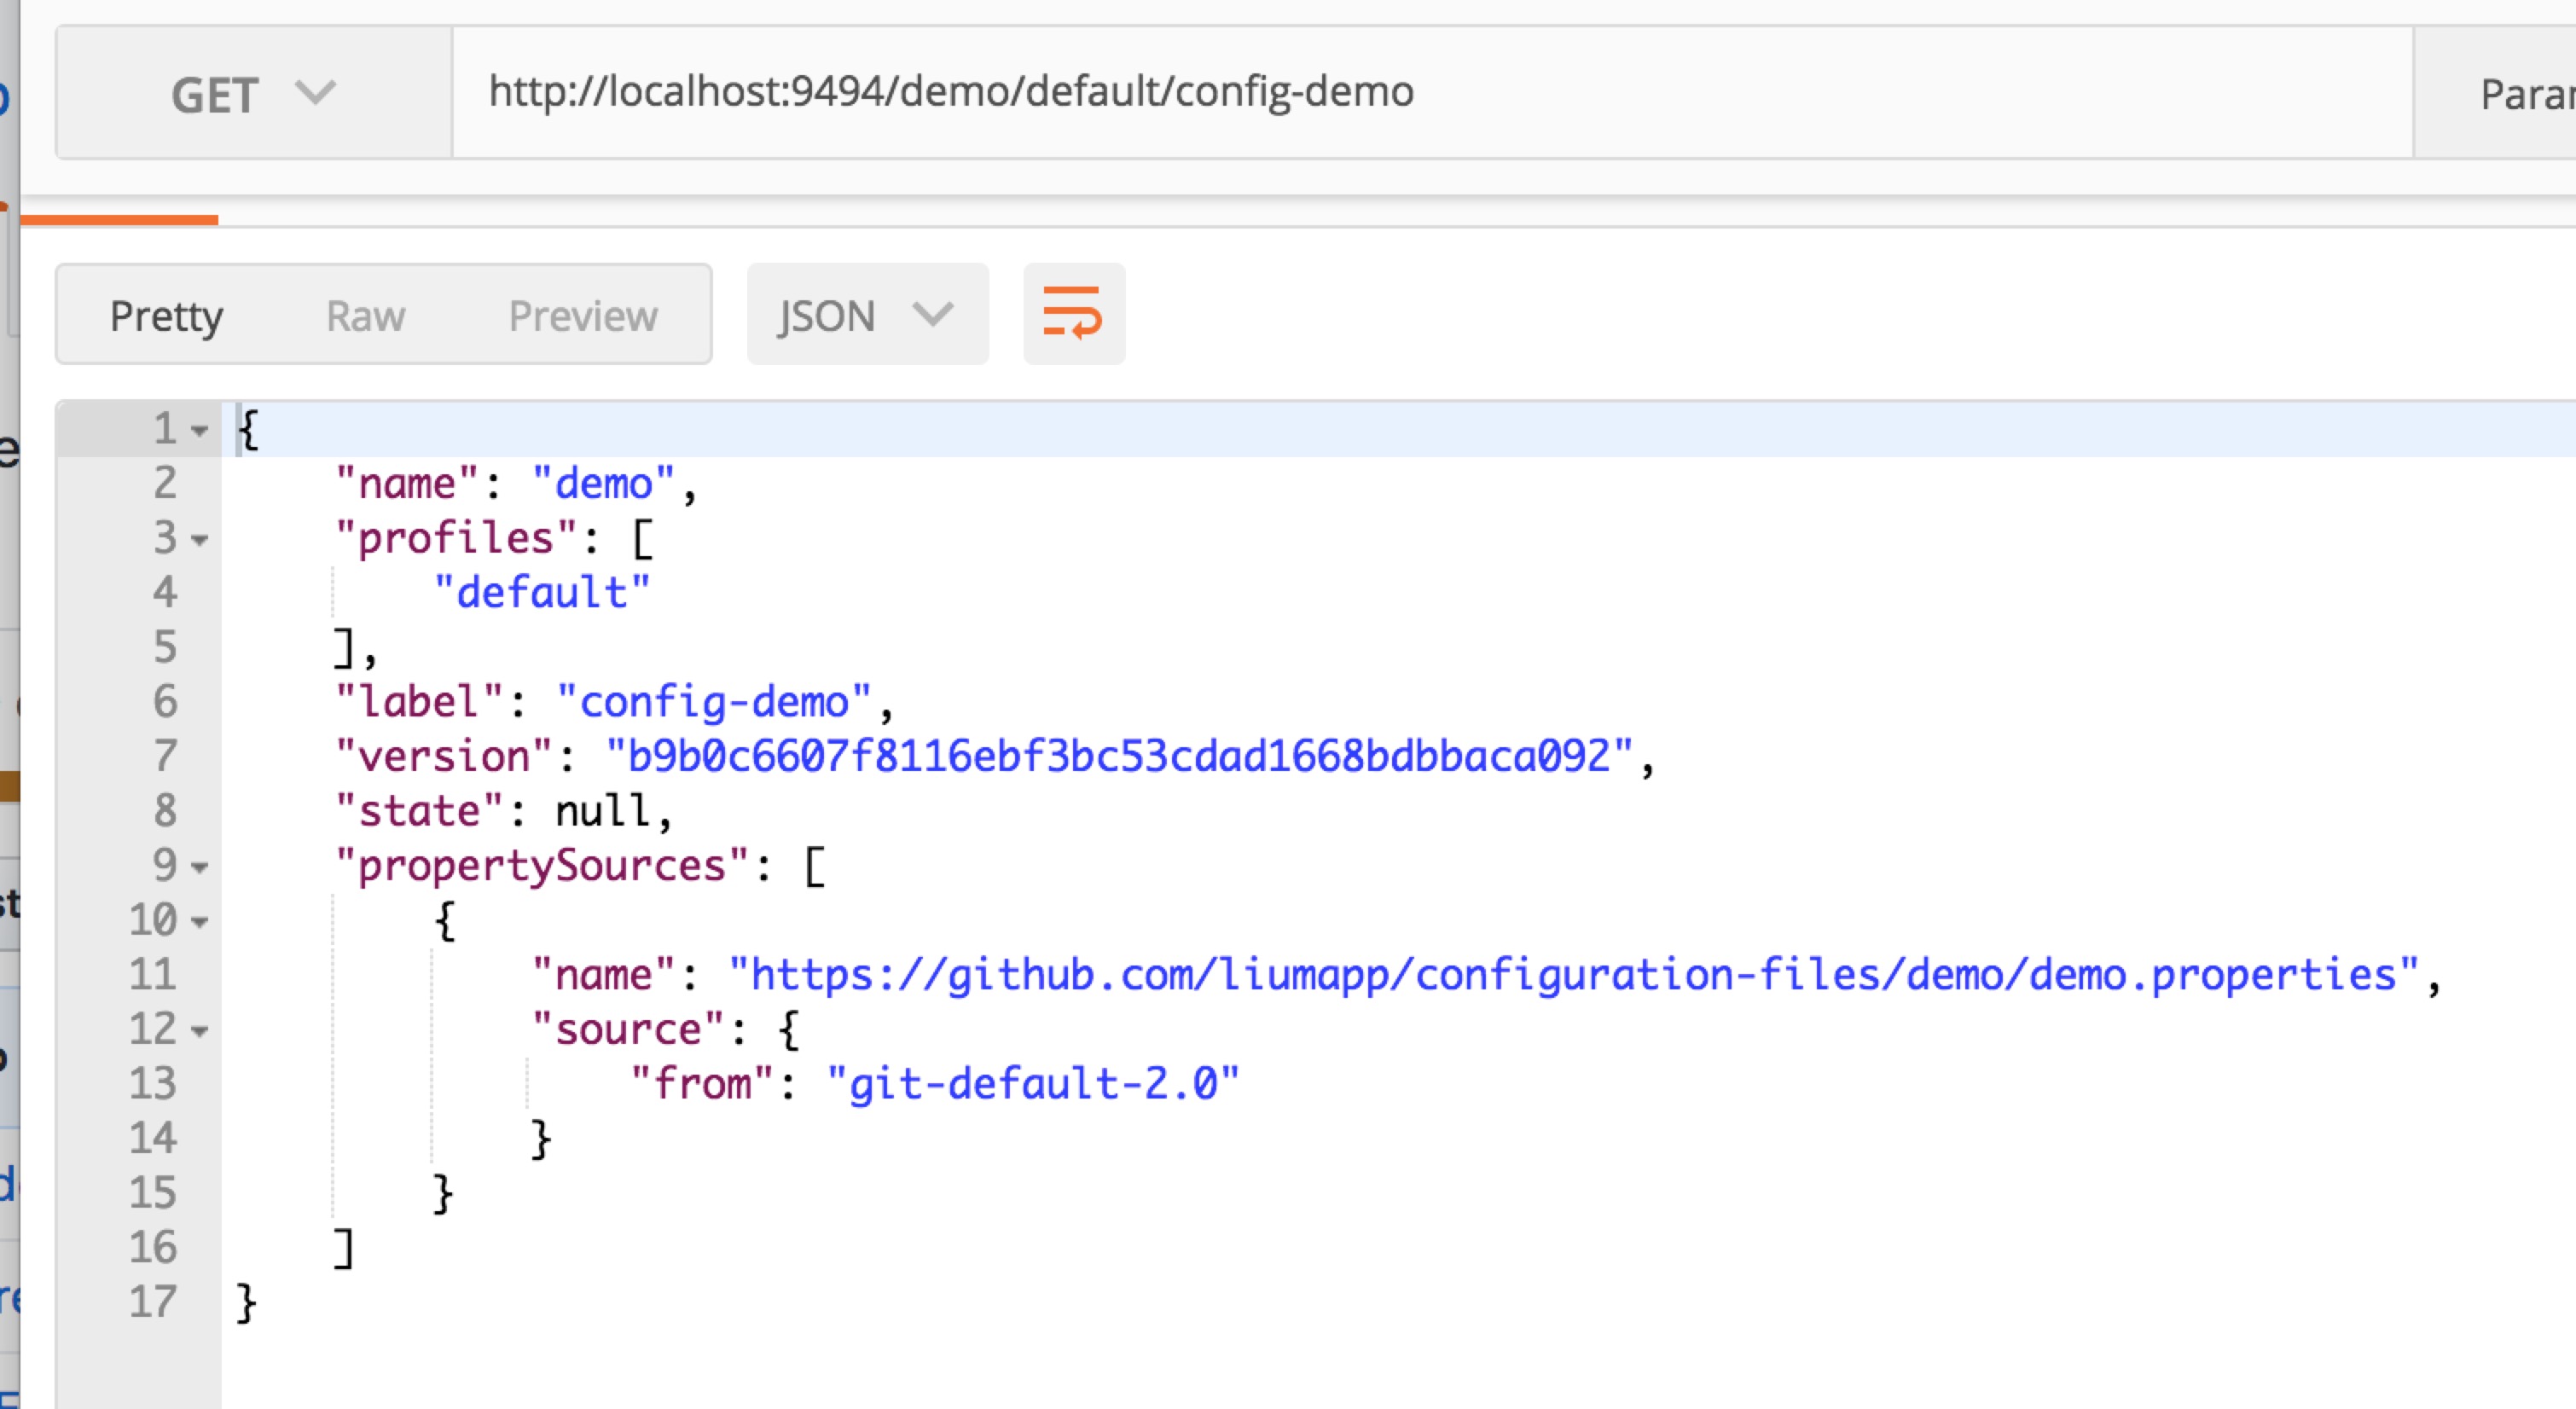 GET http://localhost:9494/demo/default/config-demo Param
Pretty Raw Preview JSON
1 {
2 "name": "demo",
3 "profiles": [
4 "default"
5 ],
6 "label": "config-demo",
7 "version": "b9b0c6607f8116ebf3bc53cdad1668bdbbaca092",
8 "state": null,
9 "propertySources": [
10 {
11 "name": "https://github.com/liumapp/configuration-files/demo/demo.properties",
12 "source": {
13 "from": "git-default-2.0"
14 }
15 }
16 ]
17 }